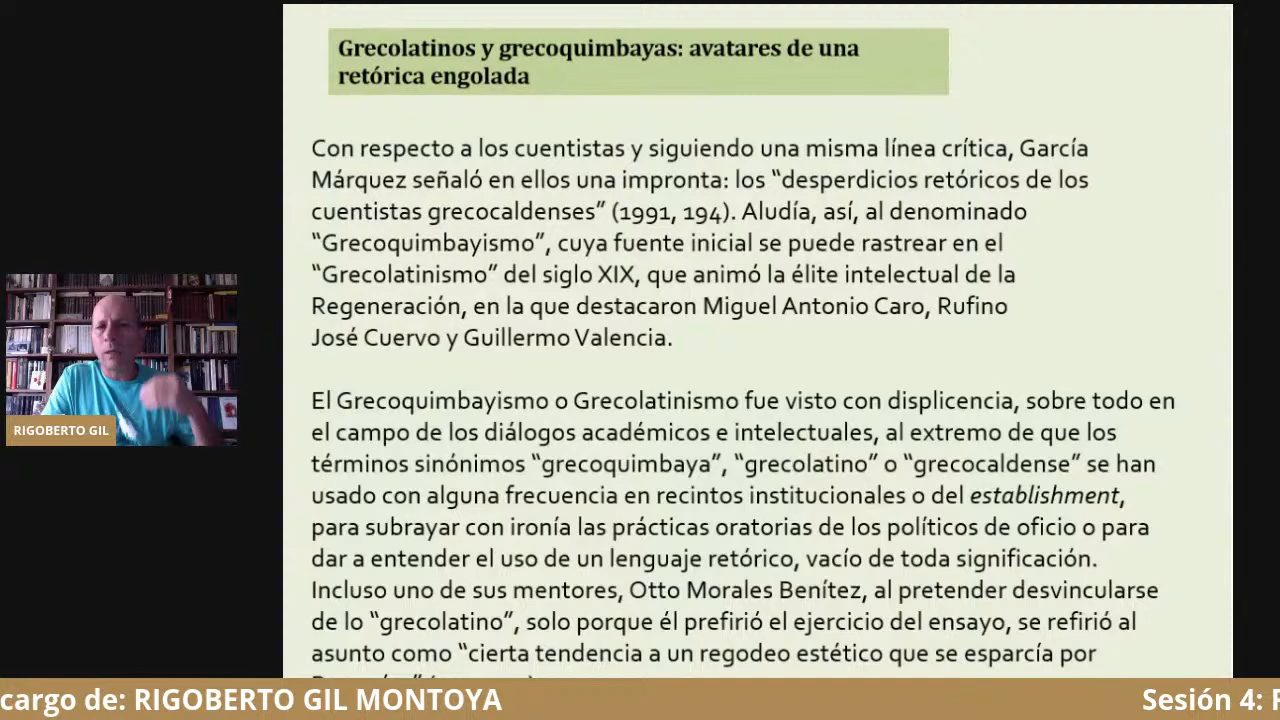 Grecolatinos y grecoquimbayas: avatares de una
retórica engolada
Con respecto a los cuentistas y siguiendo una misma línea crítica, García
Márquez señaló en ellos una impronta: los “desperdicios retóricos de los
cuentistas grecocaldenses” (1991, 194). Aludía, así, al denominado
“Grecoquimbayismo”, cuya fuente inicial se puede rastrear en el
“Grecolatinismo” del siglo XIX, que animó la élite intelectual de la
Regeneración, en la que destacaron Miguel Antonio Caro, Rufino
José Cuervo y Guillermo Valencia.
El Grecoquimbayismo o Grecolatinismo fue visto con displicencia, sobre todo en
el campo de los diálogos académicos e intelectuales, al extremo de que los
términos sinónimos “grecoquimbaya”, “grecolatino” o “grecocaldense” se han
usado con alguna frecuencia en recintos institucionales o del establishment,
para subrayar con ironía las prácticas oratorias de los políticos de oficio o para
dar a entender el uso de un lenguaje retórico, vacío de toda significación.
Incluso uno de sus mentores, Otto Morales Benítez, al pretender desvincularse
de lo “grecolatino”, solo porque él prefirió el ejercicio del ensayo, se refirió al
asunto como “cierta tendencia a un regodeo estético que se esparcía por
RIGOBERTO GIL
cargo de: RIGOBERTO GIL MONTOYA
Sesión 4: